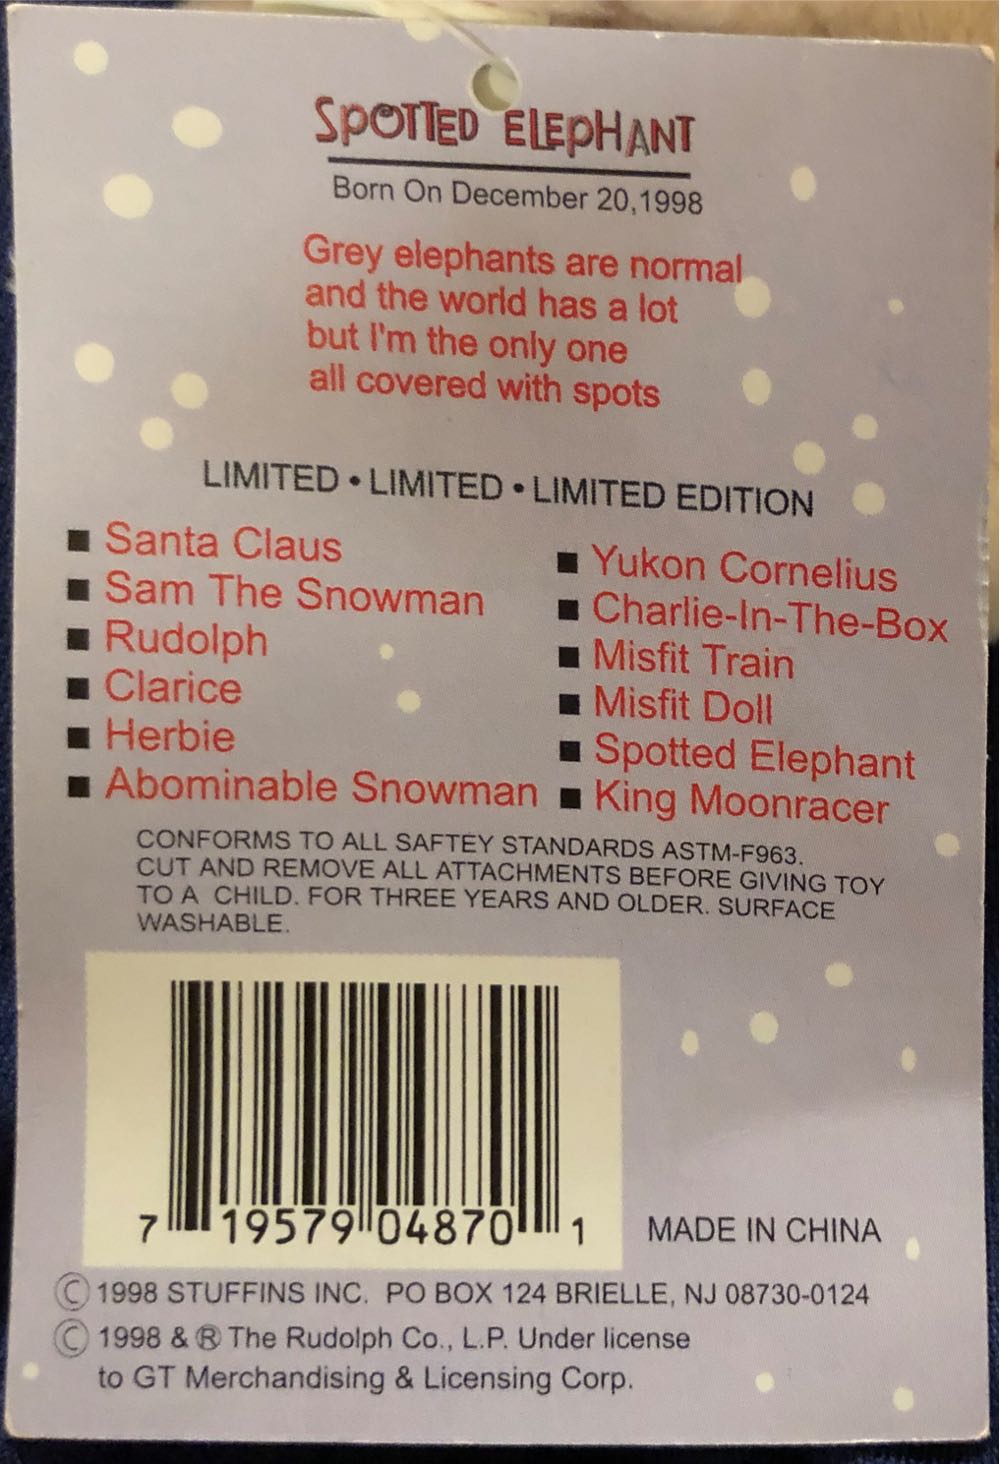 SPOTTED ELEPHANT
Born On December 20,1998
Grey elephants are normal
and the world has a lot
but I'm the only one
all covered with spots
LIMITED • LIMITED • LIMITED EDITION
■ Santa Claus
■ Sam The Snowman
■ Rudolph
■ Clarice
■ Herbie
■ Abominable Snowman
■ Yukon Cornelius
■ Charlie-In-The-Box
■ Misfit Train
■ Misfit Doll
■ Spotted Elephant
■ King Moonracer
CONFORMS TO ALL SAFTEY STANDARDS ASTM-F963.
CUT AND REMOVE ALL ATTACHMENTS BEFORE GIVING TOY
TO A CHILD. FOR THREE YEARS AND OLDER. SURFACE
WASHABLE.
7 19579 04870 1
MADE IN CHINA
© 1998 STUFFINS INC. PO BOX 124 BRIELLE, NJ 08730-0124
© 1998 & ® The Rudolph Co., L.P. Under license
to GT Merchandising & Licensing Corp.